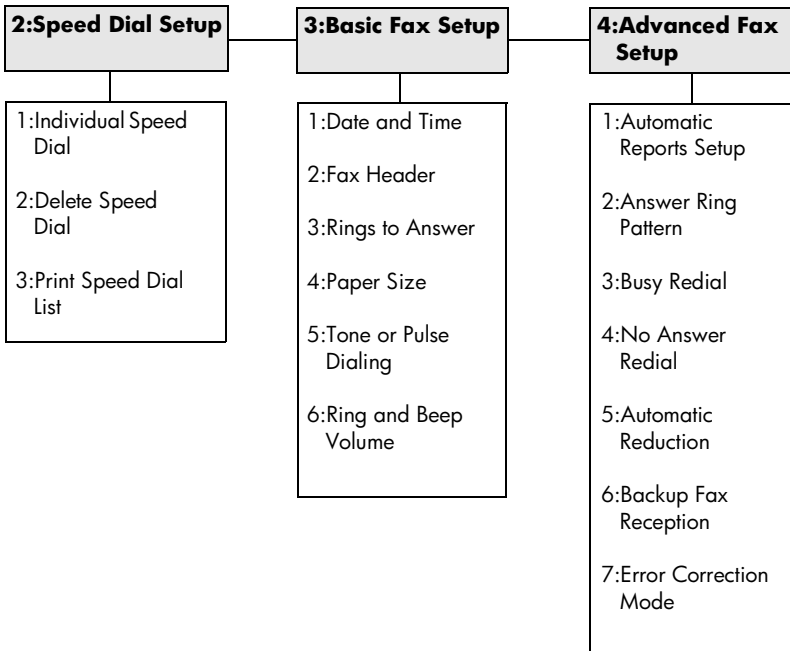 2:Speed Dial Setup
1:Individual Speed
Dial
2:Delete Speed
Dial
3:Print Speed Dial
List
3:Basic Fax Setup
1:Date and Time
2:Fax Header
3:Rings to Answer
4:Paper Size
5:Tone or Pulse
Dialing
6:Ring and Beep
Volume
4:Advanced Fax
Setup
1:Automatic
Reports Setup
2:Answer Ring
Pattern
3:Busy Redial
4:No Answer
Redial
5:Automatic
Reduction
6:Backup Fax
Reception
7:Error Correction
Mode